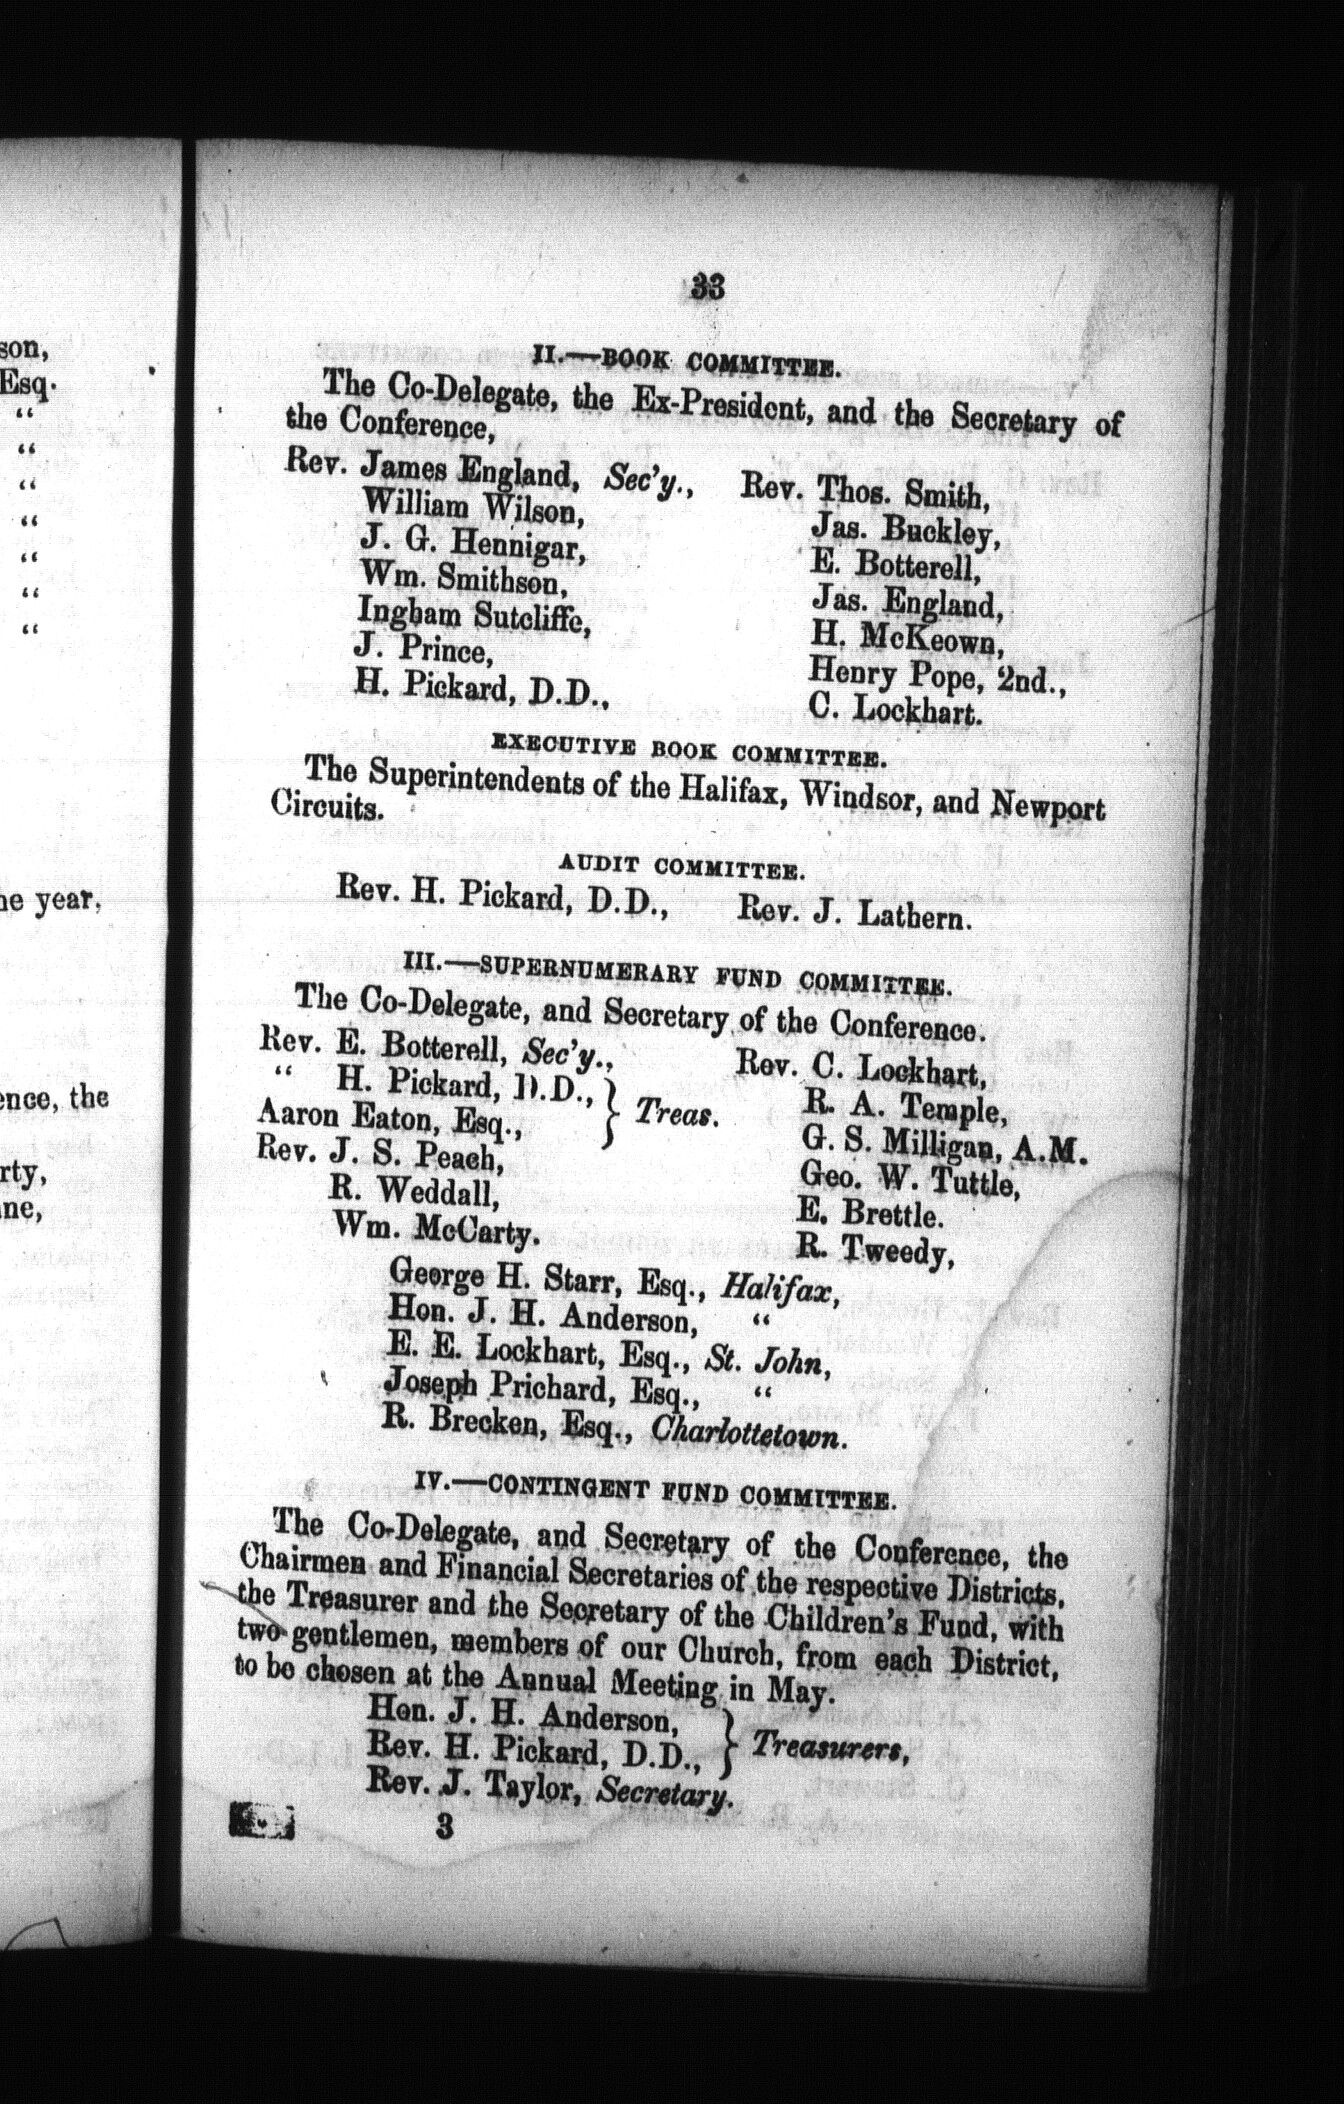 son,
Esq.
“
“
“
“
“
“
“
year,
the
rty,
33
II.—BOOK COMMITTEE.
The Co-Delegate, the Ex-President, and the Secretary of
the Conference,
Rev. James England, Sec'y.,
William Wilson,
J. G. Hennigar,
Wm. Smithson,
Ingham Sutcliffe,
J. Prince,
H. Pickard, D.D.,
Rev. Thos. Smith,
Jas. Buckley,
E. Botterell,
Jas. England,
H. McKeown,
Henry Pope, 2nd.,
C. Lockhart.
EXECUTIVE BOOK COMMITTEE.
The Superintendents of the Halifax, Windsor, and Newport
Circuits.
AUDIT COMMITTEE.
Rev. H. Pickard, D.D., Rev. J. Lathern.
III.—SUPERNUMERARY FUND COMMITTEE.
The Co-Delegate, and Secretary of the Conference.
Rev. E. Botterell, Sec'y.,
“ H. Pickard, D.D., } Treas.
Aaron Eaton, Esq.,
Rev. J. S. Peach,
R. Weddall,
Wm. McCarty.
Rev. C. Lockhart,
R. A. Temple,
G. S. Milligan, A.M.
Geo. W. Tuttle,
E. Brettle.
R. Tweedy,
George H. Starr, Esq., Halifax,
Hon. J. H. Anderson, “
E. E. Lockhart, Esq., St. John,
Joseph Prichard, Esq., “
R. Brecken, Esq., Charlottetown.
IV.—CONTINGENT FUND COMMITTEE.
The Co-Delegate, and Secretary of the Conference, the
Chairmen and Financial Secretaries of the respective Districts,
the Treasurer and the Secretary of the Children's Fund, with
two gentlemen, members of our Church, from each District,
to be chosen at the Annual Meeting in May.
Hon. J. H. Anderson,
Rev. H. Pickard, D.D., } Treasurers,
Rev. J. Taylor, Secretary.
3